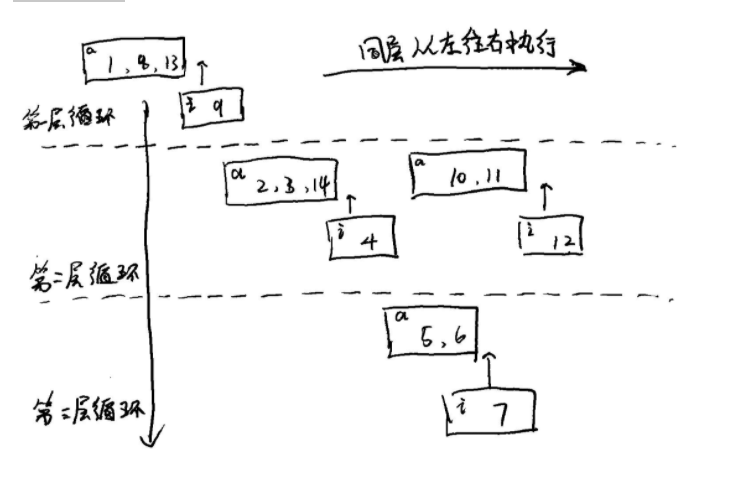 同层从左往右执行
a
1, 8, 13
i 9
第一层循环
a
2, 3, 14
a
10, 11
i 4
i 12
第二层循环
a
5, 6
i 7
第三层循环